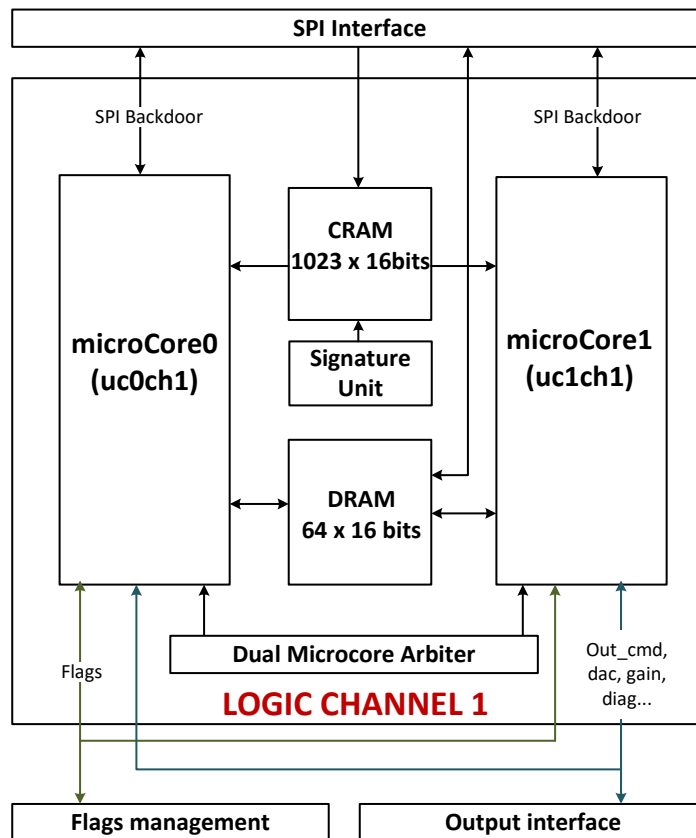 SPI Interface
SPI Backdoor
SPI Backdoor
CRAM
1023 x 16bits
microCore0
(uc0ch1)
microCore1
(uc1ch1)
Signature
Unit
DRAM
64 x 16 bits
Dual Microcore Arbiter
Flags
Out_cmd,
dac, gain,
diag...
LOGIC CHANNEL 1
Flags management
Output interface